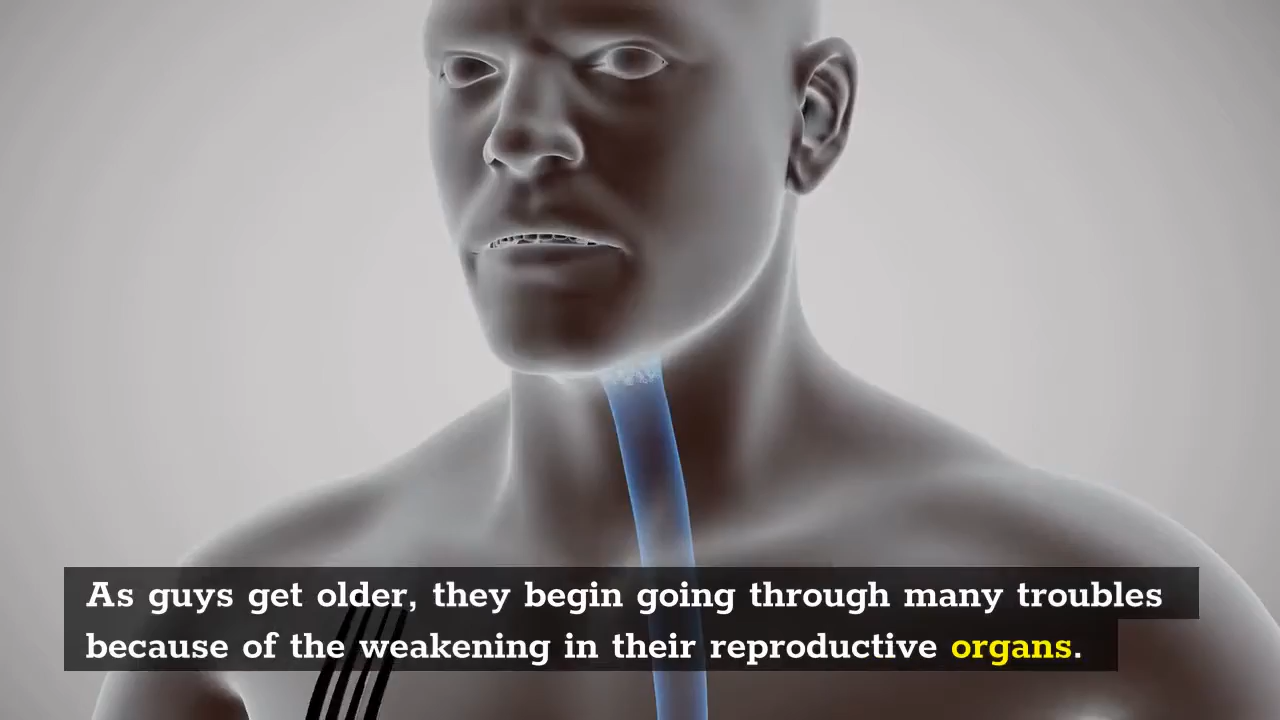 As guys get older, they begin going through many troubles
because of the weakening in their reproductive organs.